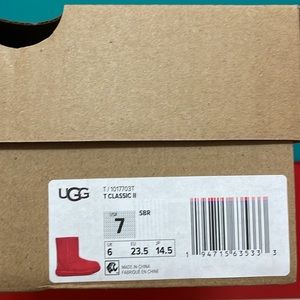 UGG
T / 1017703T
T CLASSIC II
USA
7
SBR
UK EU JP
6 23.5 14.5
MADE IN CHINA
FABRIQUÉ EN CHINE
1 94715 63533 3